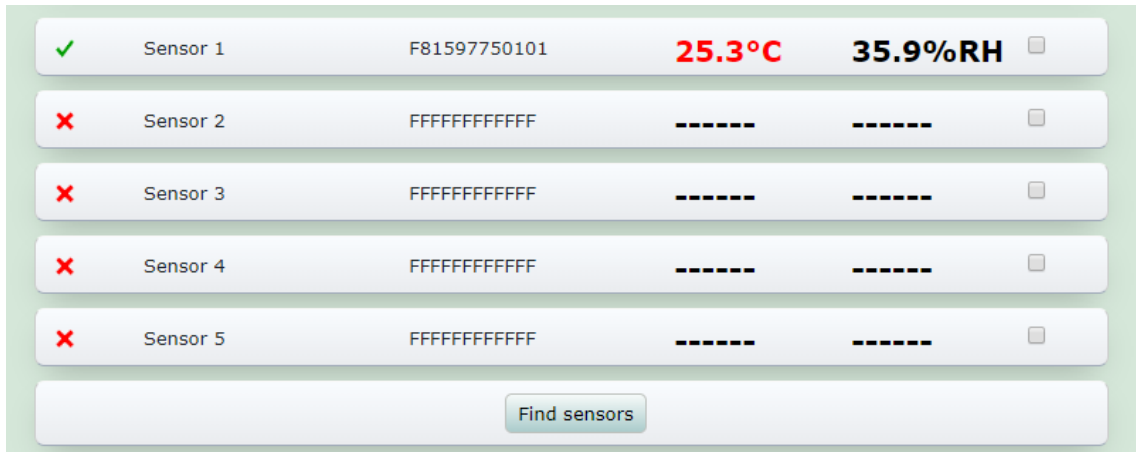 Sensor 1 F81597750101 25.3°C 35.9%RH
Sensor 2 FFFFFFFFFFFF ------ ------
Sensor 3 FFFFFFFFFFFF ------ ------
Sensor 4 FFFFFFFFFFFF ------ ------
Sensor 5 FFFFFFFFFFFF ------ ------
Find sensors